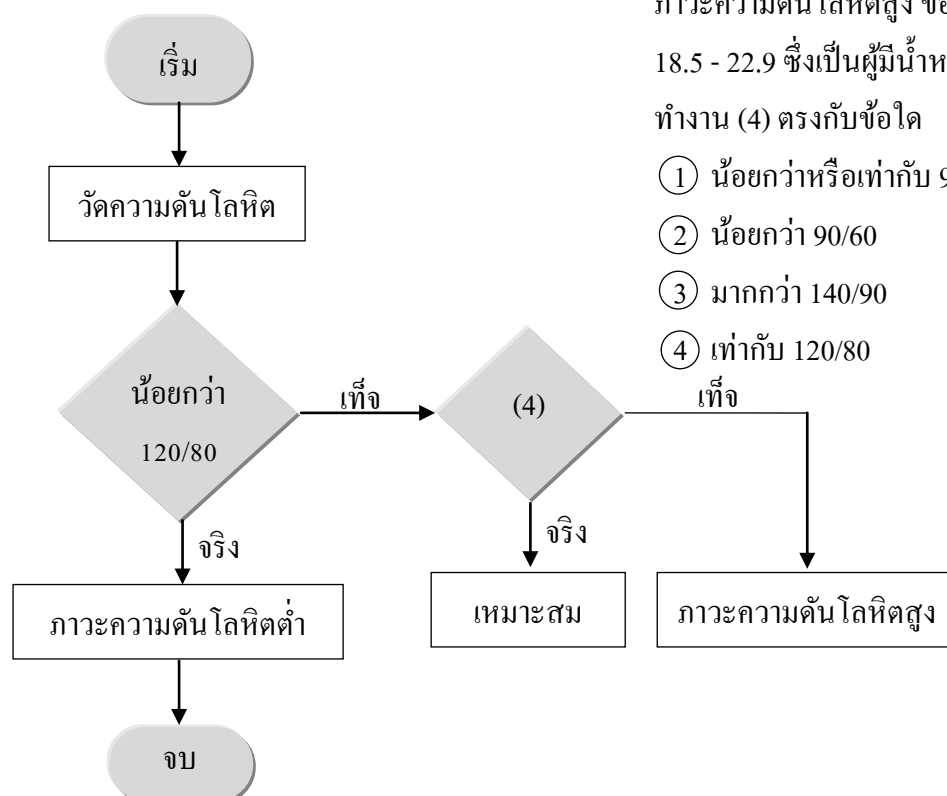 ภาวะความดันโลหิตสูง
18.5 - 22.9 ซึ่งเป็นผู้มี
ทำงาน (4) ตรงกับข้อใด
1 น้อยกว่าหรือเท่ากับ
2 น้อยกว่า 90/60
3 มากกว่า 140/90
4 เท่ากับ 120/80
เริ่ม
วัดความดันโลหิต
น้อยกว่า
120/80
เท็จ
(4)
เท็จ
จริง
จริง
ภาวะความดันโลหิตต่ำ
เหมาะสม
ภาวะความดันโลหิตสูง
จบ